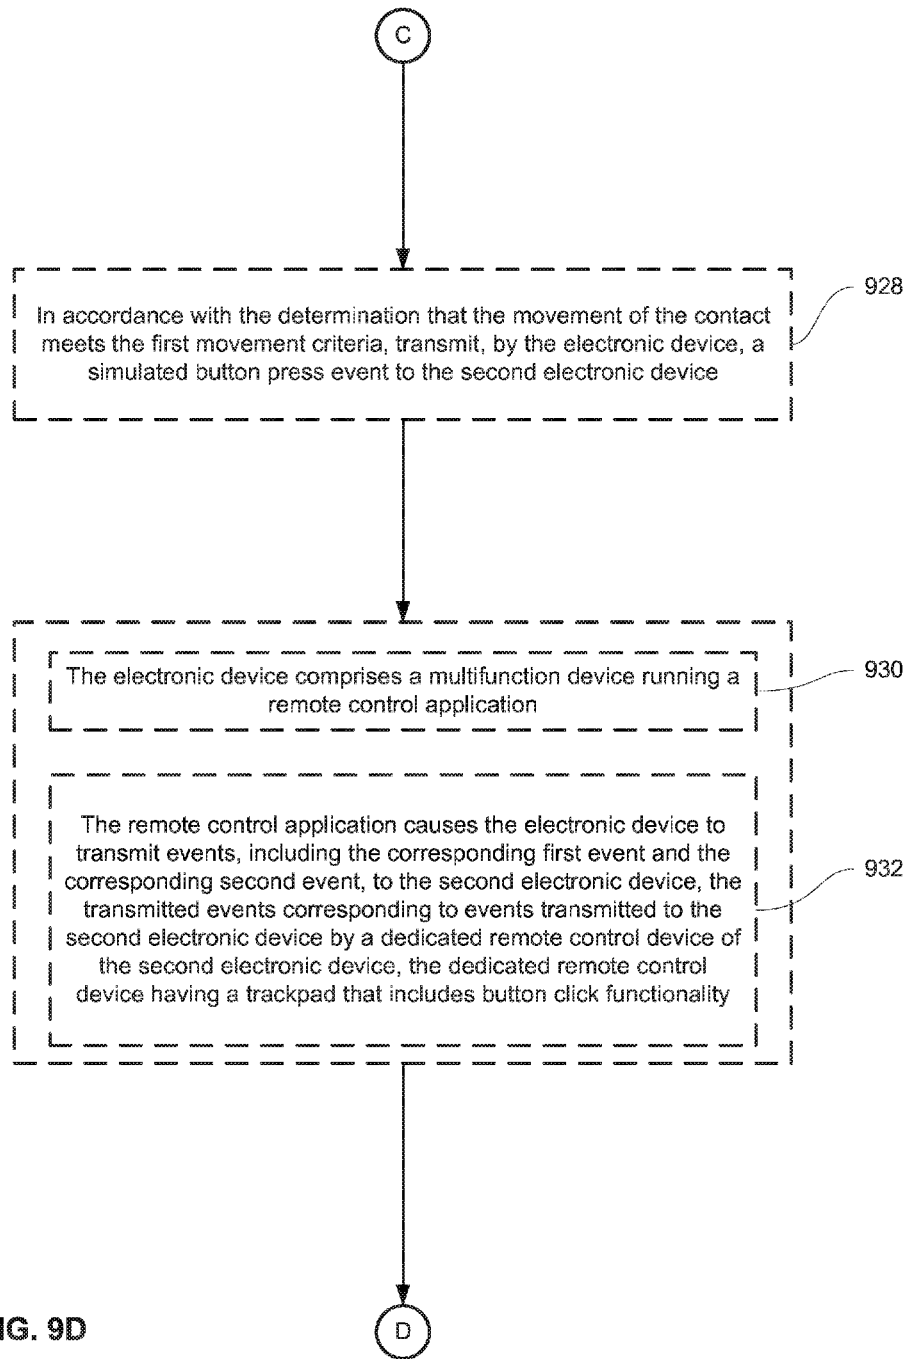 C
In accordance with the determination that the movement of the contact
meets the first movement criteria, transmit, by the electronic device, a
simulated button press event to the second electronic device
928
The electronic device comprises a multifunction device running a
remote control application
930
The remote control application causes the electronic device to
transmit events, including the corresponding first event and the
corresponding second event, to the second electronic device, the
transmitted events corresponding to events transmitted to the
second electronic device by a dedicated remote control device of
the second electronic device, the dedicated remote control
device having a trackpad that includes button click functionality
932
IG. 9D
D